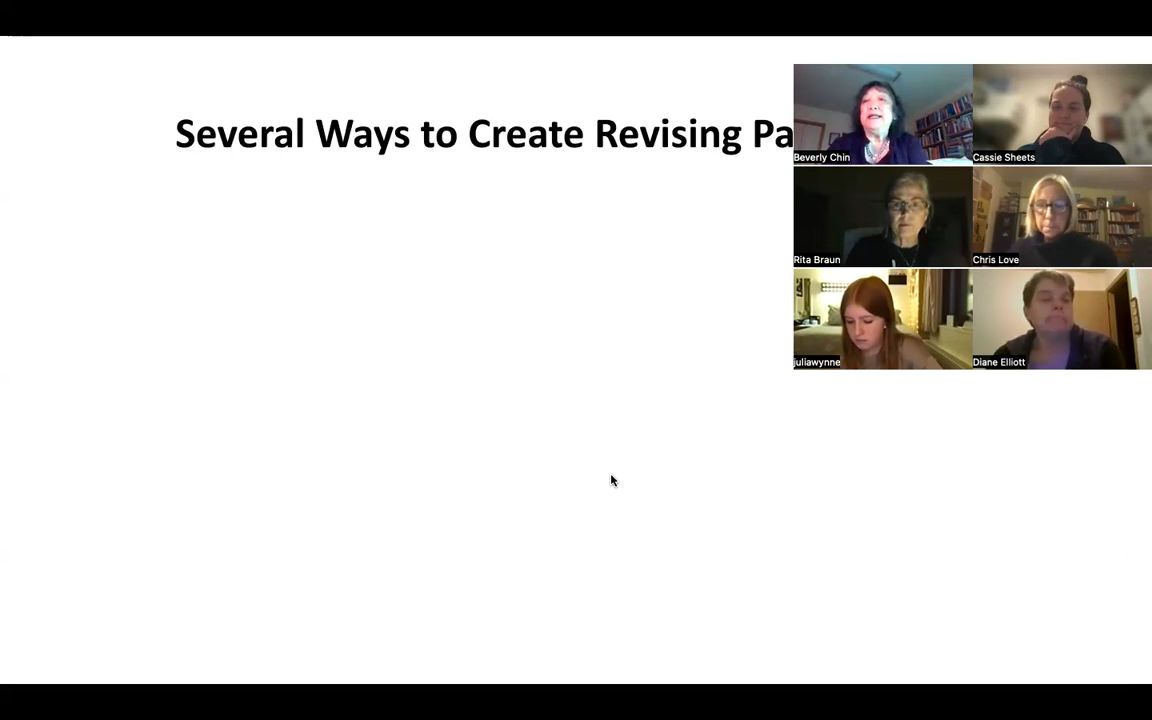 Several Ways to Create Revising Pa
Beverly Chin
Cassie Sheets
Rita Braun
Chris Love
juliawynne
Diane Elliott